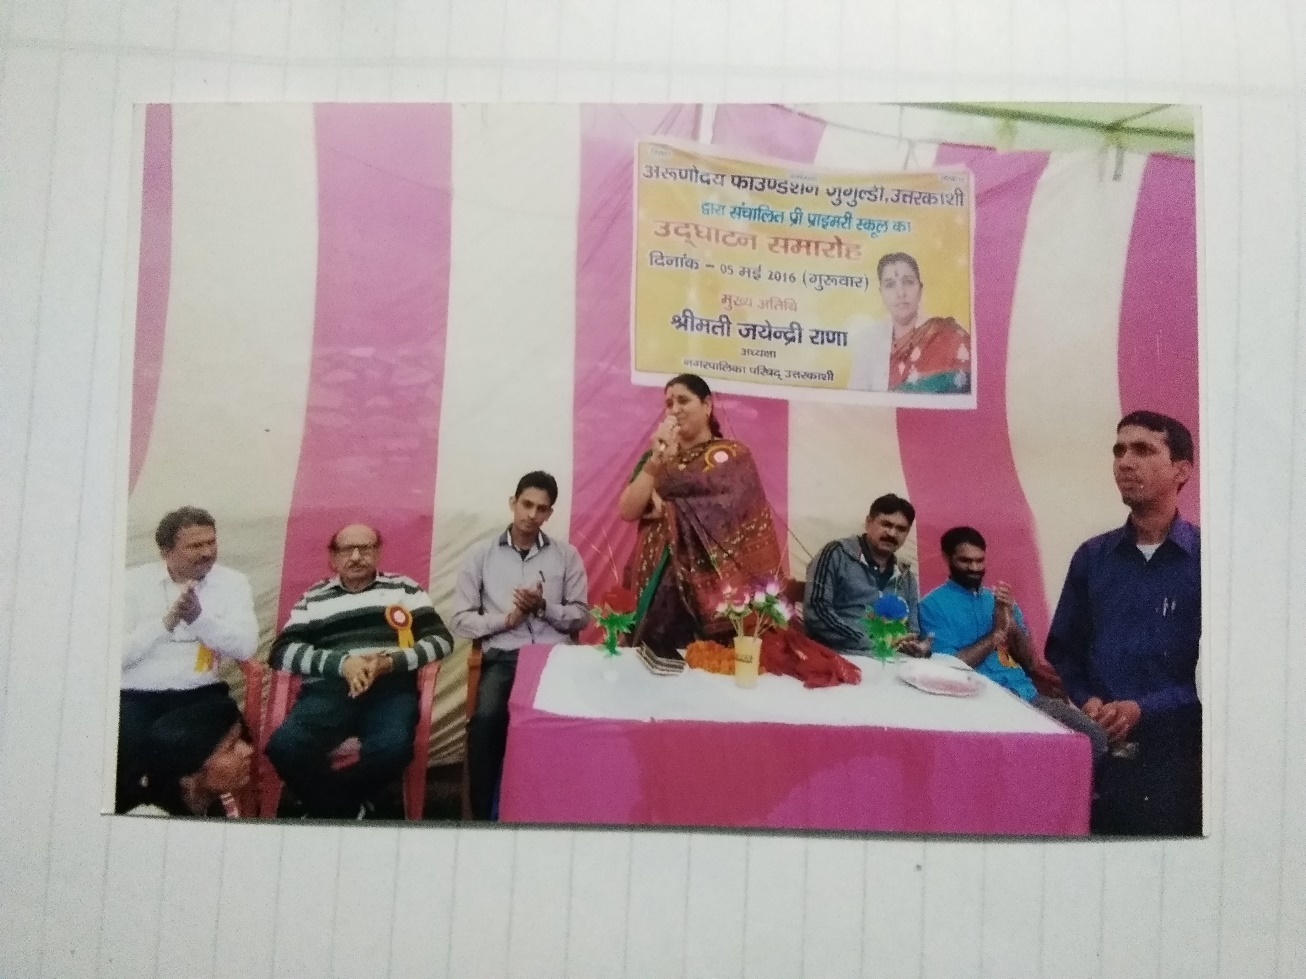 अरूणोदय फाउण्डेशन जुगुल्डी, उत्तरकाशी
द्वारा संचालित प्री प्राइमरी स्कूल का
उद्घाटन समारोह
दिनांक - 05 मई 2016 (गुरूवार)
मुख्य अतिथि
श्रीमती जयेन्द्री राणा
अध्यक्षा
नगरपालिका परिषद् उत्तरकाशी